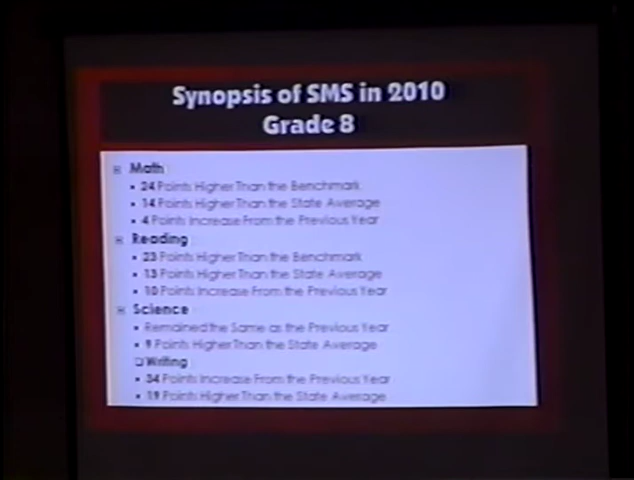 Synopsis of SMS in 2010
Grade 8
Math
24 Points Higher Than the Benchmark
14 Points Higher Than the State Average
4 Points Increase From the Previous Year
Reading
23 Points Higher Than the Benchmark
13 Points Higher Than the State Average
10 Points Increase From the Previous Year
Science
Remained the Same as the Previous Year
9 Points Higher Than the State Average
Writing
34 Points Increase From the Previous Year
19 Points Higher Than the State Average